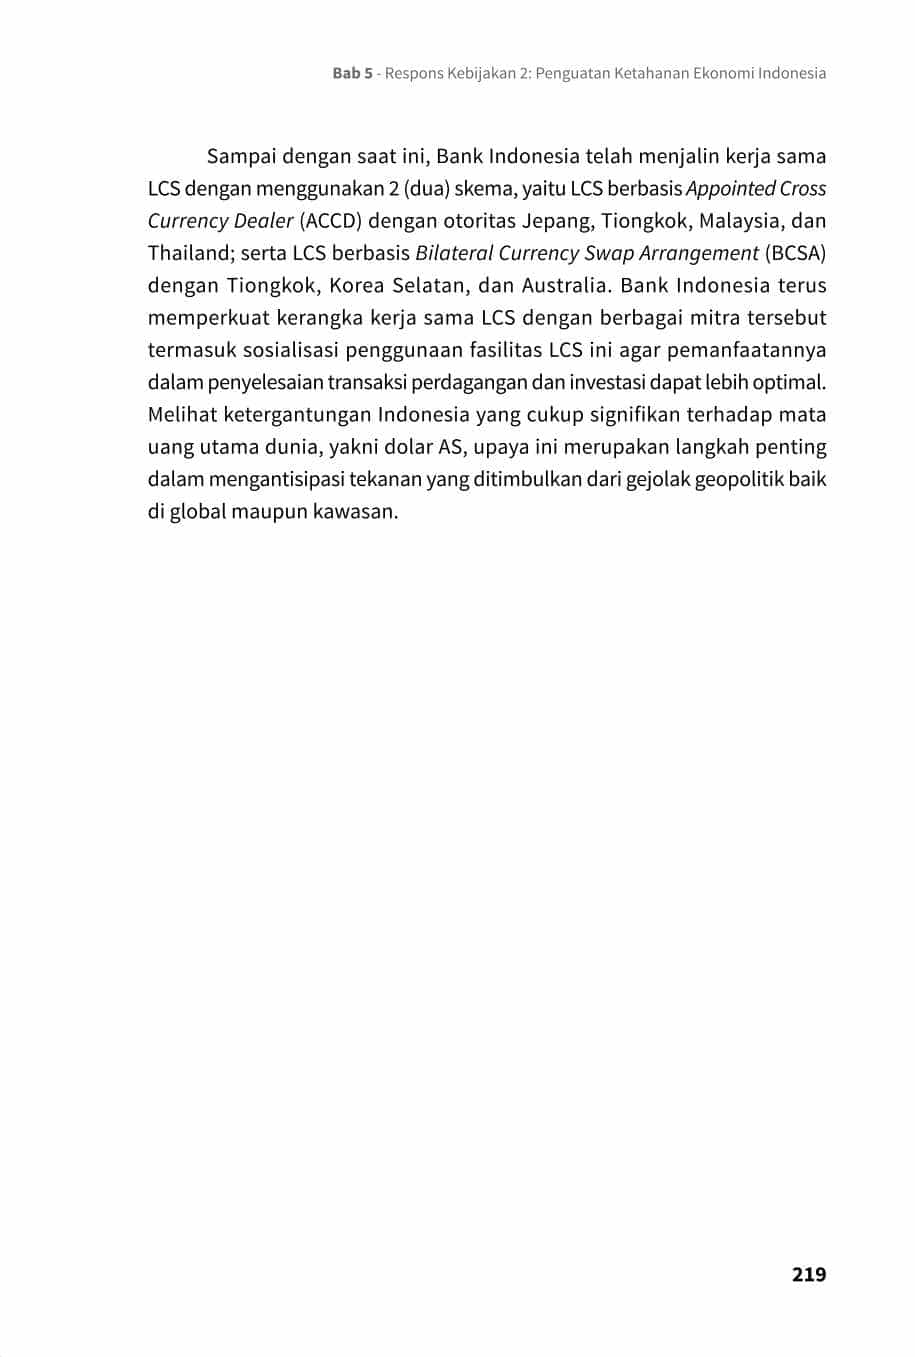 Bab 5 - Respons Kebijakan 2: Penguatan Ketahanan Ekonomi Indonesia
Sampai dengan saat ini, Bank Indonesia telah menjalin kerja sama
LCS dengan menggunakan 2 (dua) skema, yaitu LCS berbasis Appointed Cross
Currency Dealer (ACCD) dengan otoritas Jepang, Tiongkok, Malaysia, dan
Thailand; serta LCS berbasis Bilateral Currency Swap Arrangement (BCSA)
dengan Tiongkok, Korea Selatan, dan Australia. Bank Indonesia terus
memperkuat kerangka kerja sama LCS dengan berbagai mitra tersebut
termasuk sosialisasi penggunaan fasilitas LCS ini agar pemanfaatannya
dalam penyelesaian transaksi perdagangan dan investasi dapat lebih optimal.
Melihat ketergantungan Indonesia yang cukup signifikan terhadap mata
uang utama dunia, yakni dolar AS, upaya ini merupakan langkah penting
dalam mengantisipasi tekanan yang ditimbulkan dari gejolak geopolitik baik
di global maupun kawasan.
219